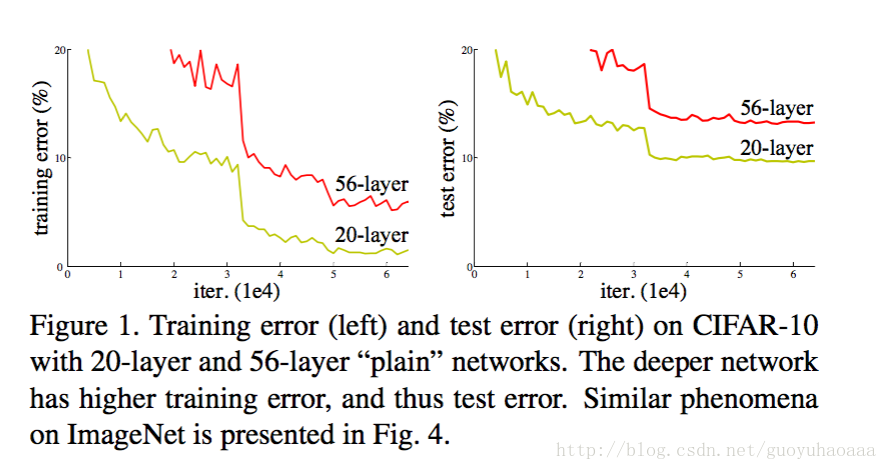 20
10
0
training error (%)
0 1 2 3 4 5 6
iter. (1e4)
56-layer
20-layer
20
10
0
test error (%)
0 1 2 3 4 5 6
iter. (1e4)
56-layer
20-layer
Figure 1. Training error (left) and test error (right) on CIFAR-10
with 20-layer and 56-layer “plain” networks. The deeper network
has higher training error, and thus test error. Similar phenomena
on ImageNet is presented in Fig. 4.
http://blog.csdn.net/guoyuhaoaaa